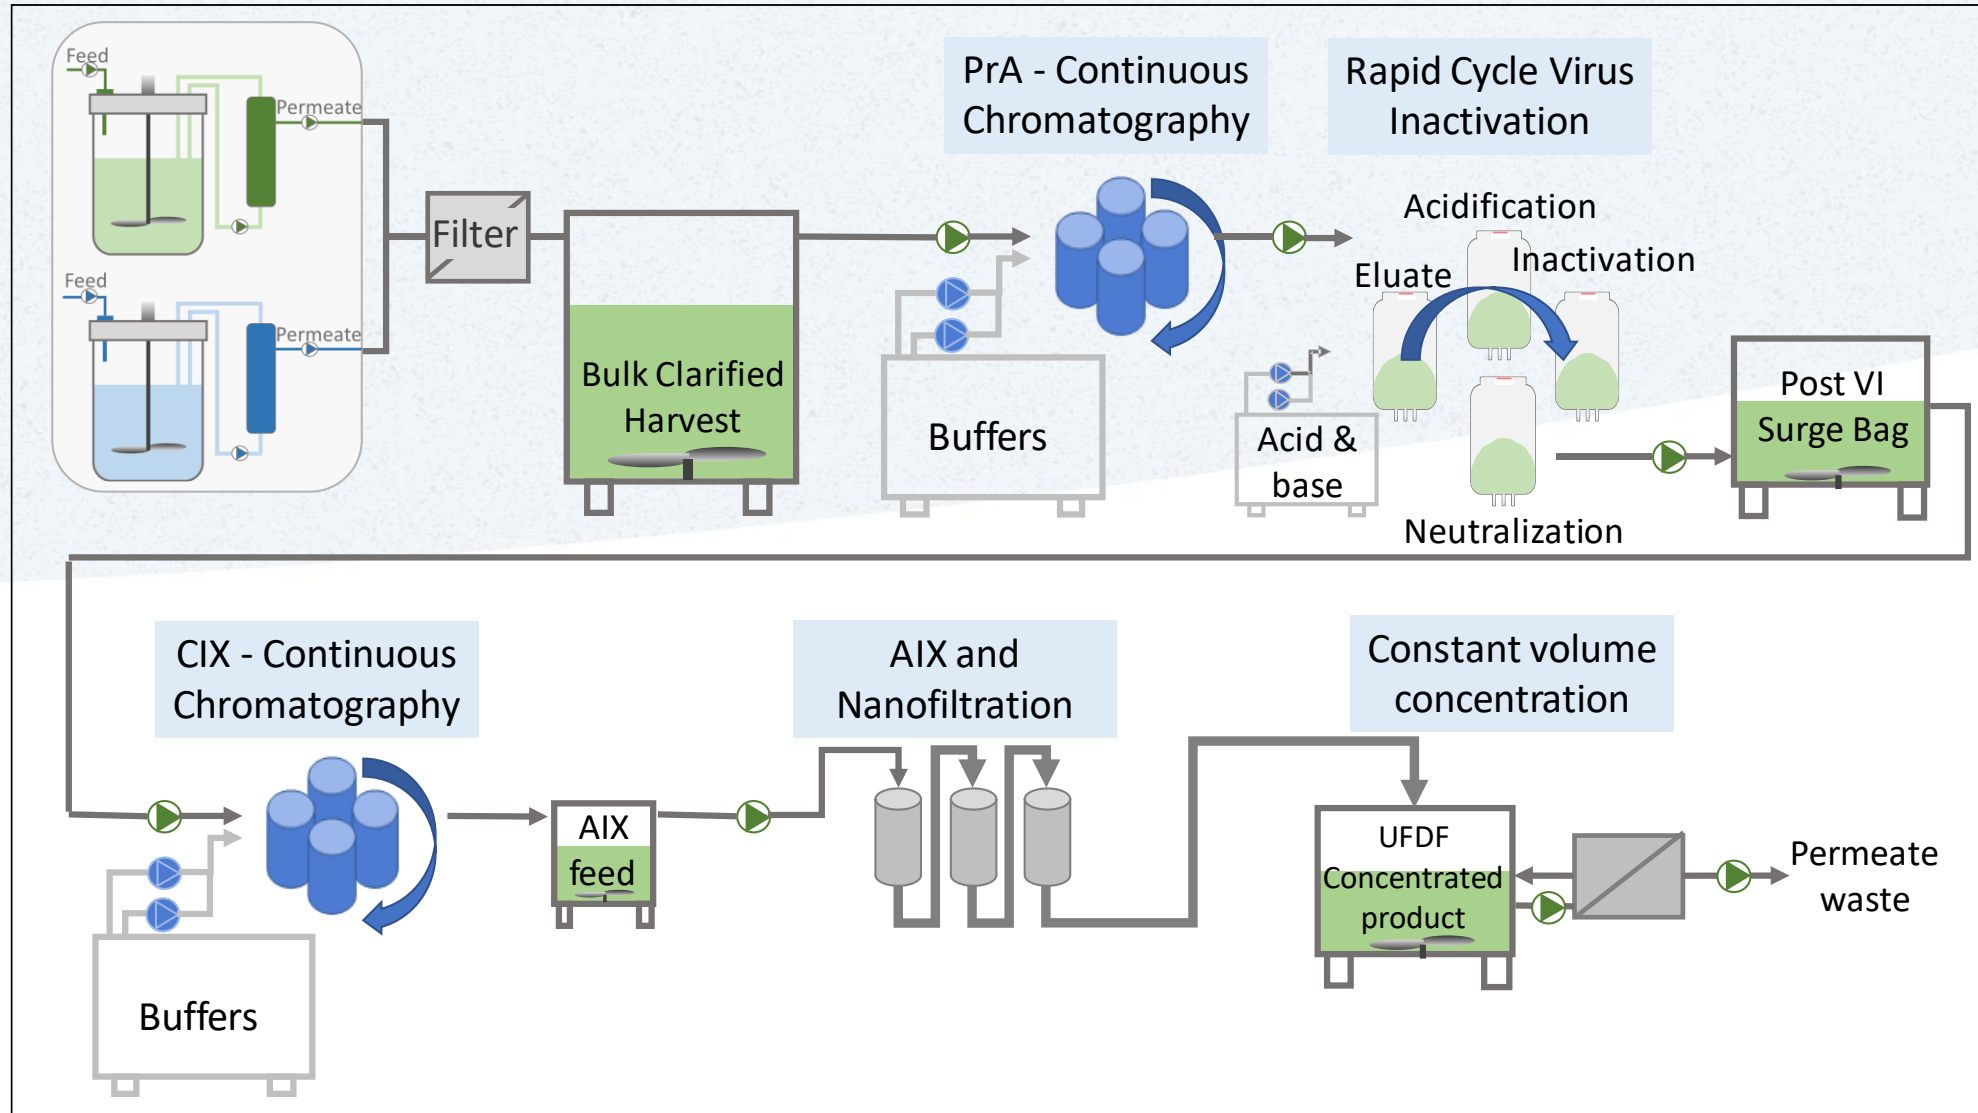 Feed
Permeate
Feed
Permeate
Filter
Bulk Clarified
Harvest
PrA - Continuous
Chromatography
Buffers
Rapid Cycle Virus
Inactivation
Acidification
Eluate
Inactivation
Acid &
base
Neutralization
Post VI
Surge Bag
CIX - Continuous
Chromatography
Buffers
AIX
feed
AIX and
Nanofiltration
Constant volume
concentration
UFDF
Concentrated
product
Permeate
waste